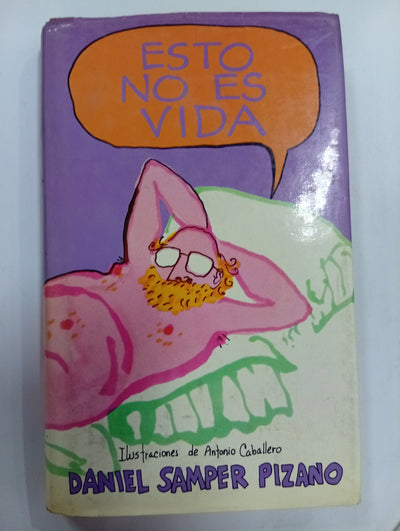 ESTO
NO ES
VIDA
Ilustraciones de Antonio Caballero
DANIEL SAMPER PIZANO